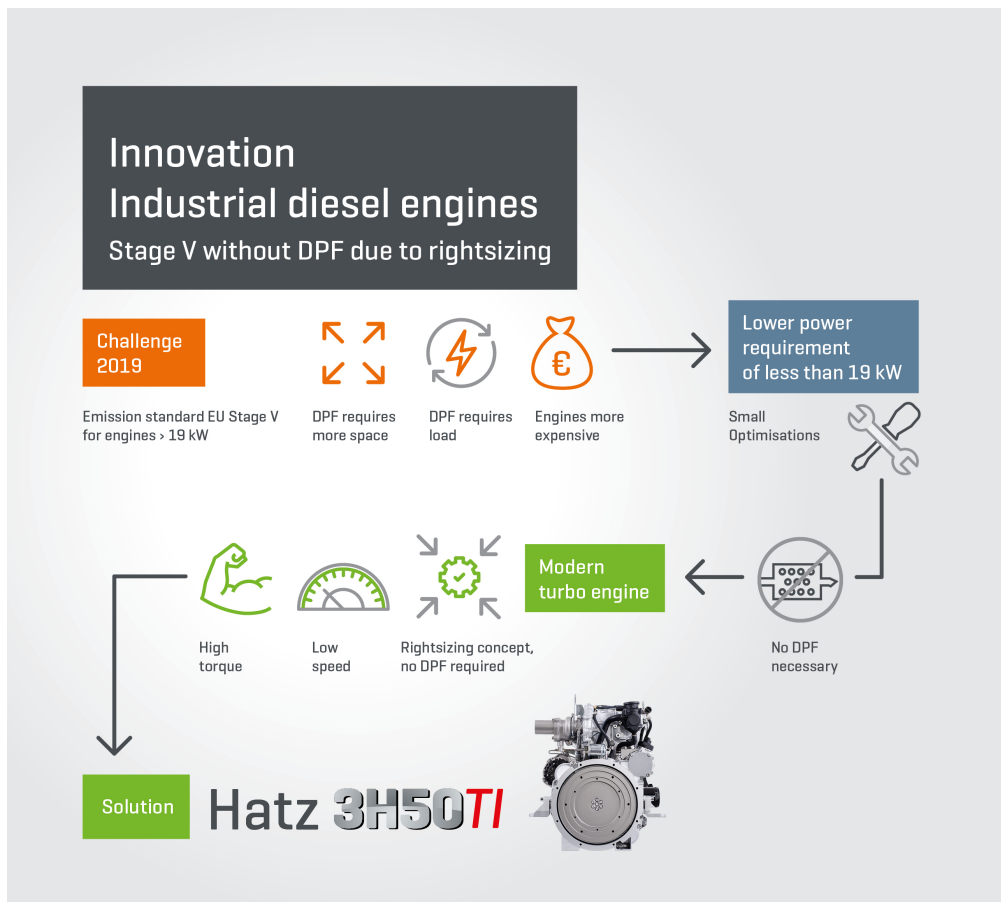 Innovation
Industrial diesel engines
Stage V without DPF due to rightsizing
Challenge
2019
Emission standard EU Stage V
for engines > 19 kW
DPF requires
more space
DPF requires
load
€
Engines more
expensive
Lower power
requirement
of less than 19 kW
Small
Optimisations
No DPF
necessary
Modern
turbo engine
Rightsizing concept,
no DPF required
Low
speed
High
torque
Solution
Hatz 3H50TI